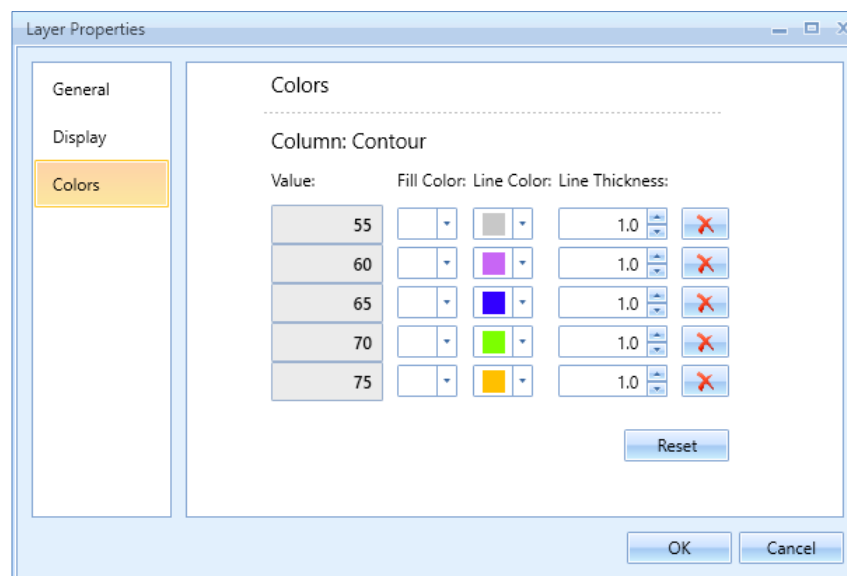 Layer Properties
General
Display
Colors
Colors
Column: Contour
Value: Fill Color: Line Color: Line Thickness:
55 1.0
60 1.0
65 1.0
70 1.0
75 1.0
Reset
OK Cancel